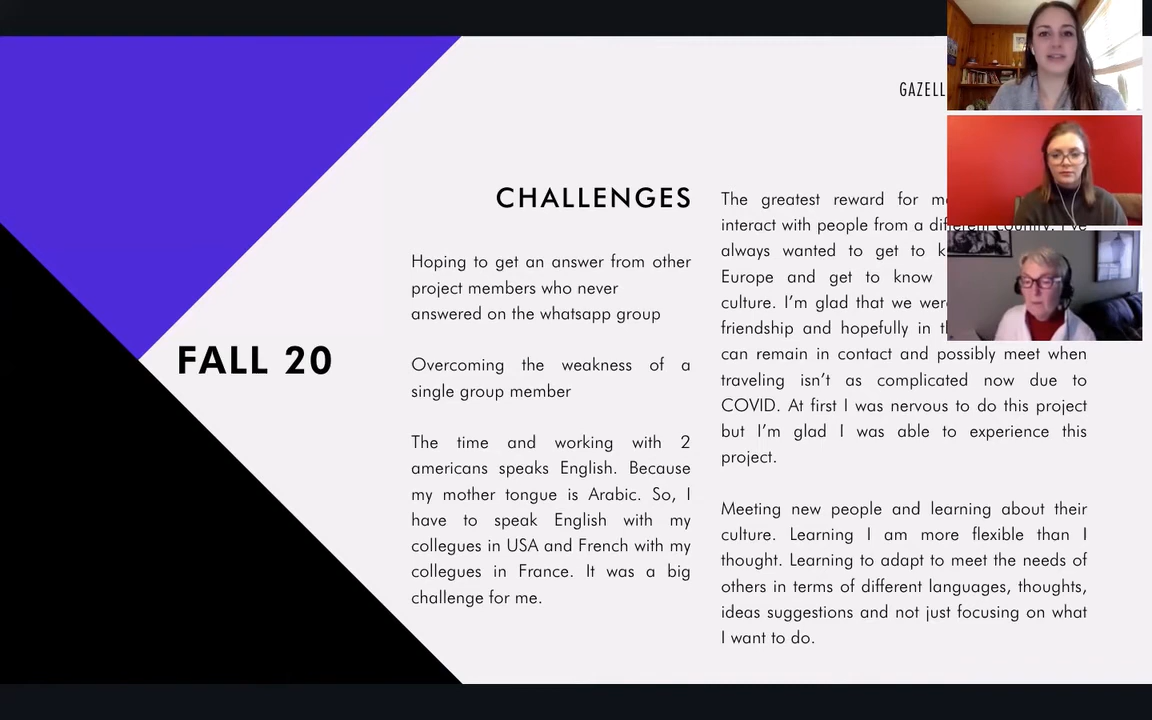 GAZELL
FALL 20
CHALLENGES
Hoping to get an answer from other
project members who never
answered on the whatsapp group
Overcoming the weakness of a
single group member
The time and working with 2
americans speaks English. Because
my mother tongue is Arabic. So, I
have to speak English with my
collegues in USA and French with my
collegues in France. It was a big
challenge for me.
The greatest reward for
interact with people from a different country. I've
always wanted to get to
Europe and get to know
culture. I'm glad that we
friendship and hopefully in
can remain in contact and possibly meet when
traveling isn't as complicated now due to
COVID. At first I was nervous to do this project
but I'm glad I was able to experience this
project.
Meeting new people and learning about their
culture. Learning I am more flexible than I
thought. Learning to adapt to meet the needs of
others in terms of different languages, thoughts,
ideas suggestions and not just focusing on what
I want to do.